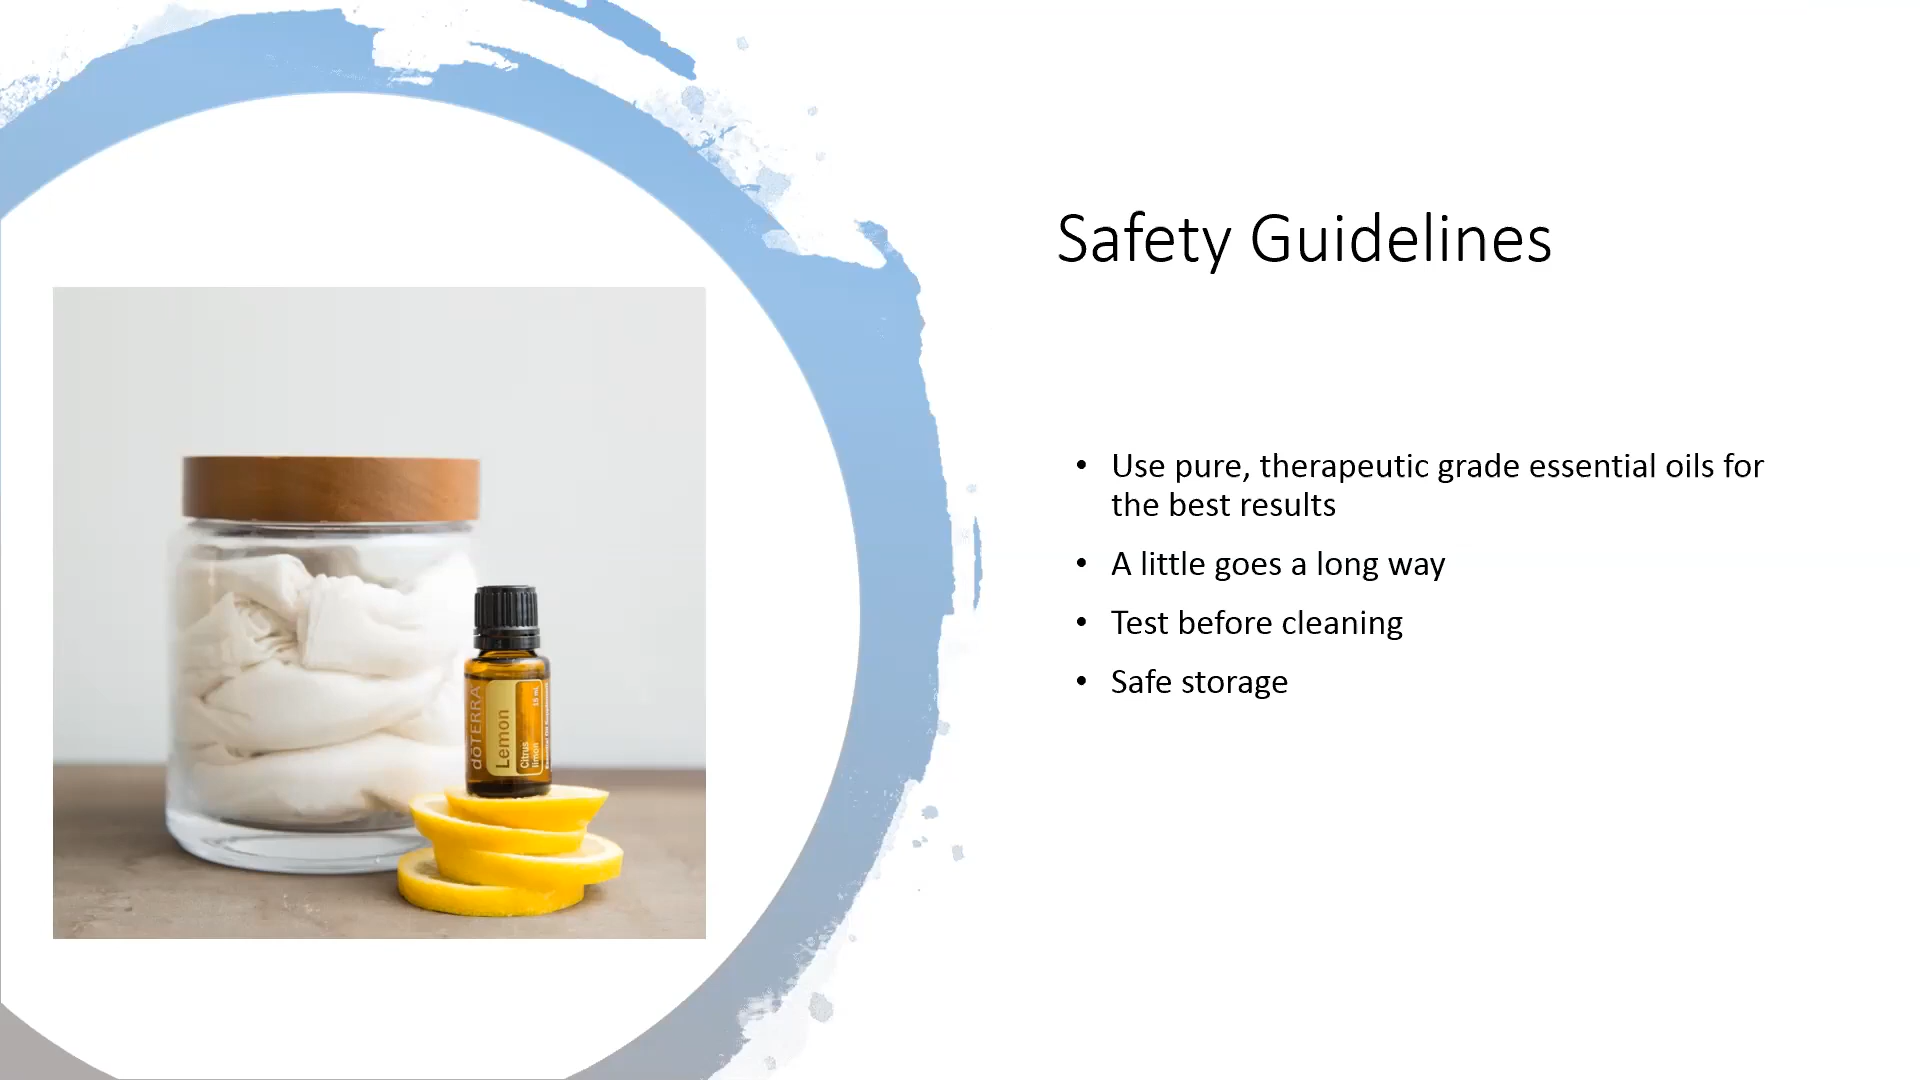 Safety Guidelines
• Use pure, therapeutic grade essential oils for
the best results
• A little goes a long way
• Test before cleaning
• Safe storage
dōTERRA
Lemon
Citrus
limon
15 mL